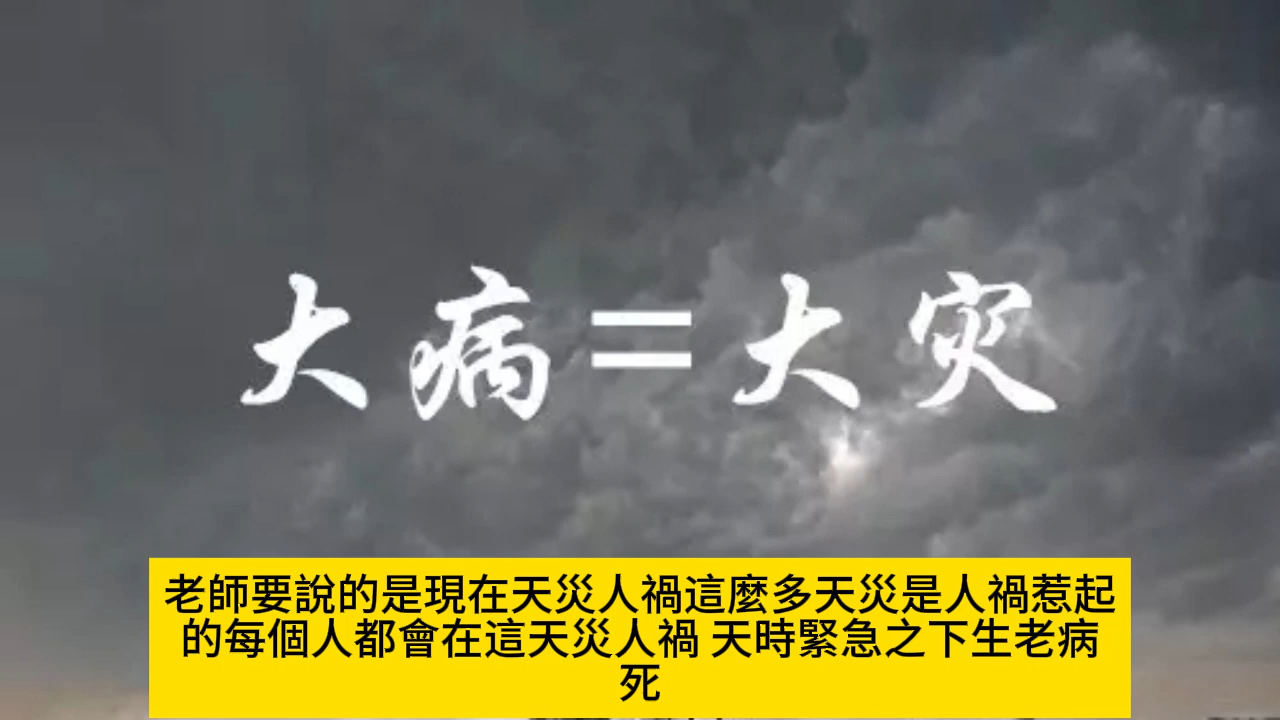 大病=大灾
老師要說的是現在天災人禍這麼多天災是人禍惹起
的每個人都會在這天災人禍 天時緊急之下生老病
死